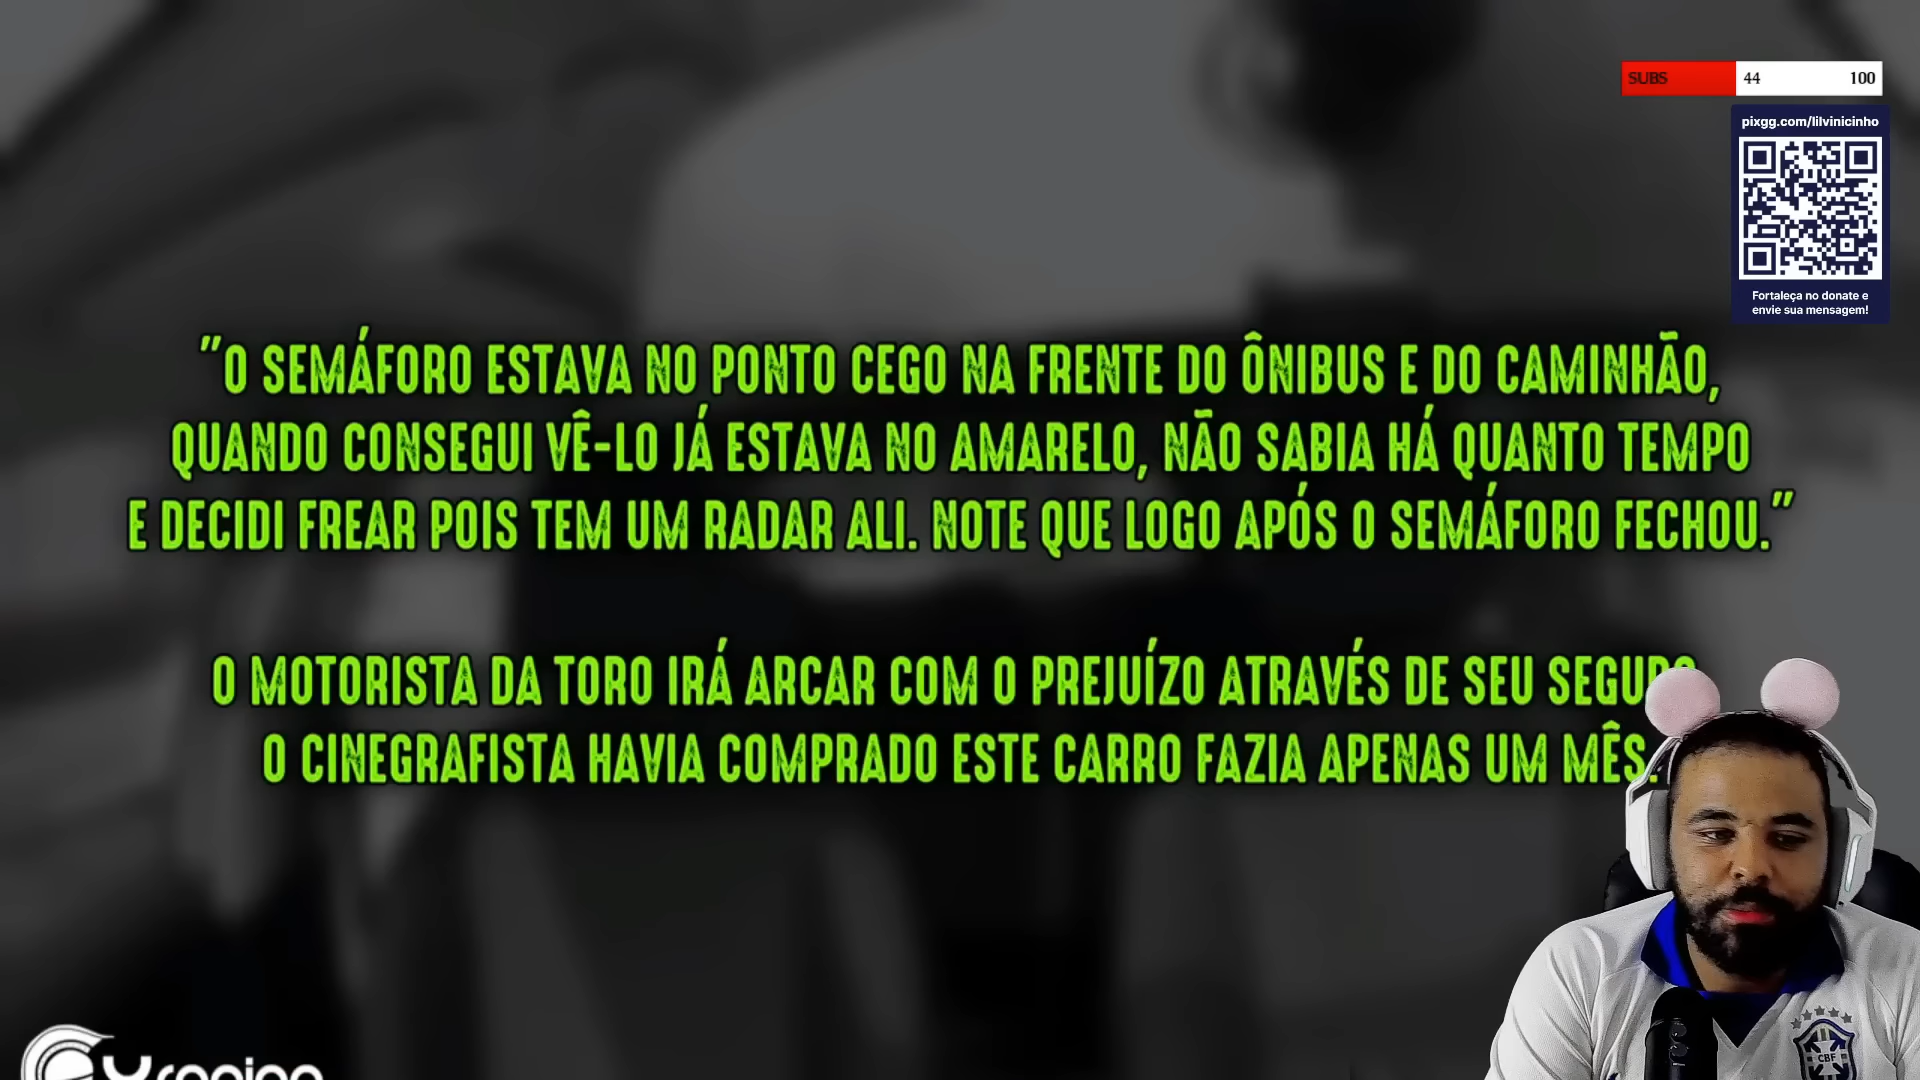 SUBS 44 100
pixgg.com/lilvinicinho
Fortaleça no donate e
envie sua mensagem!
"O SEMÁFORO ESTAVA NO PONTO CEGO NA FRENTE DO ÔNIBUS E DO CAMINHÃO,
QUANDO CONSEGUI VÊ-LO JÁ ESTAVA NO AMARELO, NÃO SABIA HÁ QUANTO TEMPO
E DECIDI FREAR POIS TEM UM RADAR ALI. NOTE QUE LOGO APÓS O SEMÁFORO FECHOU."
O MOTORISTA DA TORO IRÁ ARCAR COM O PREJUÍZO ATRAVÉS DE SEU
O CINEGRAFISTA HAVIA COMPRADO ESTE CARRO FAZIA APENAS UM MÊS.
CBF